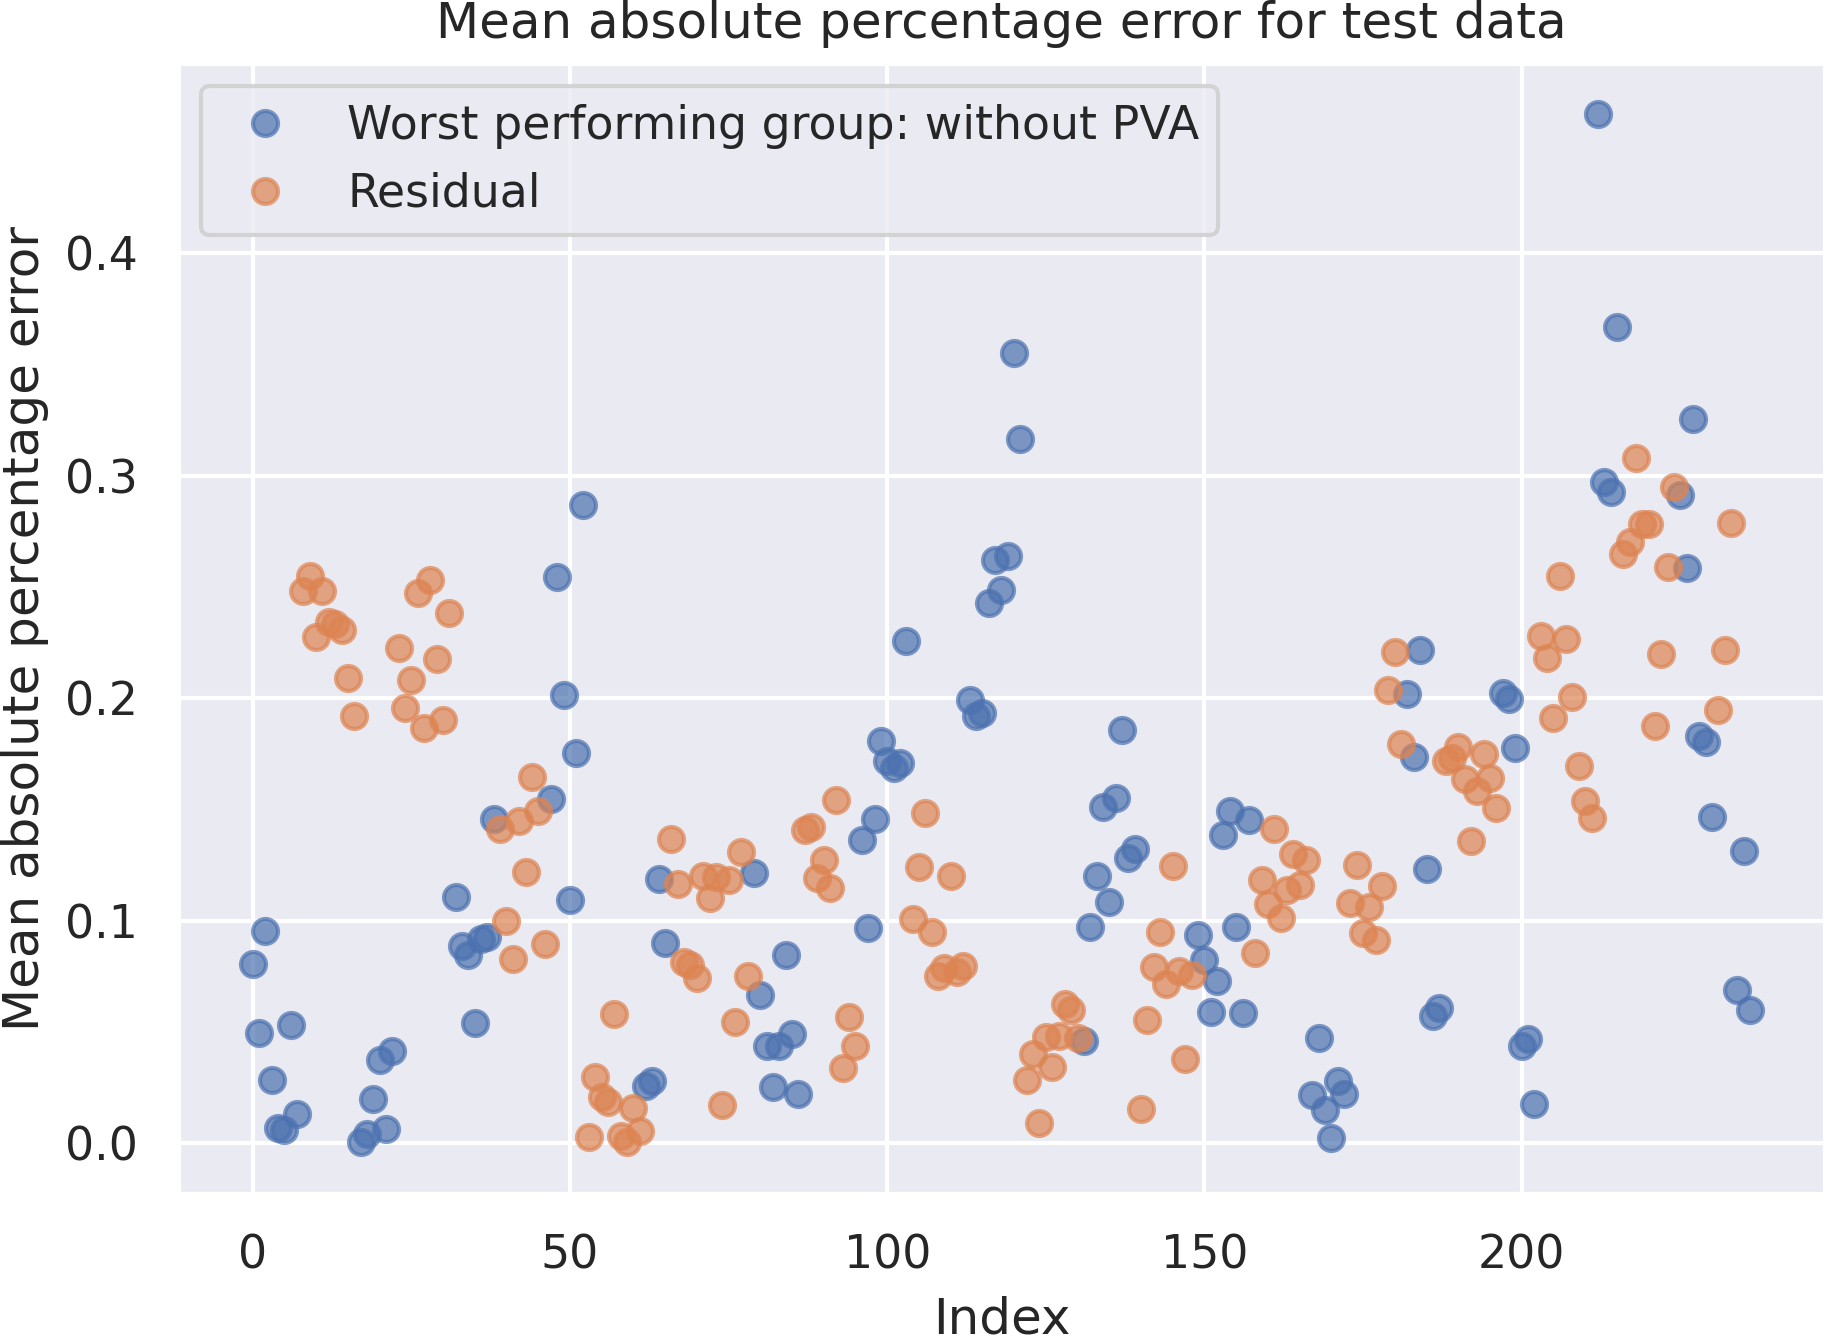 Mean absolute percentage error for test data
Worst performing group: without PVA
Residual
Mean absolute percentage error
0.4
0.3
0.2
0.1
0.0
0
50
100
150
200
Index